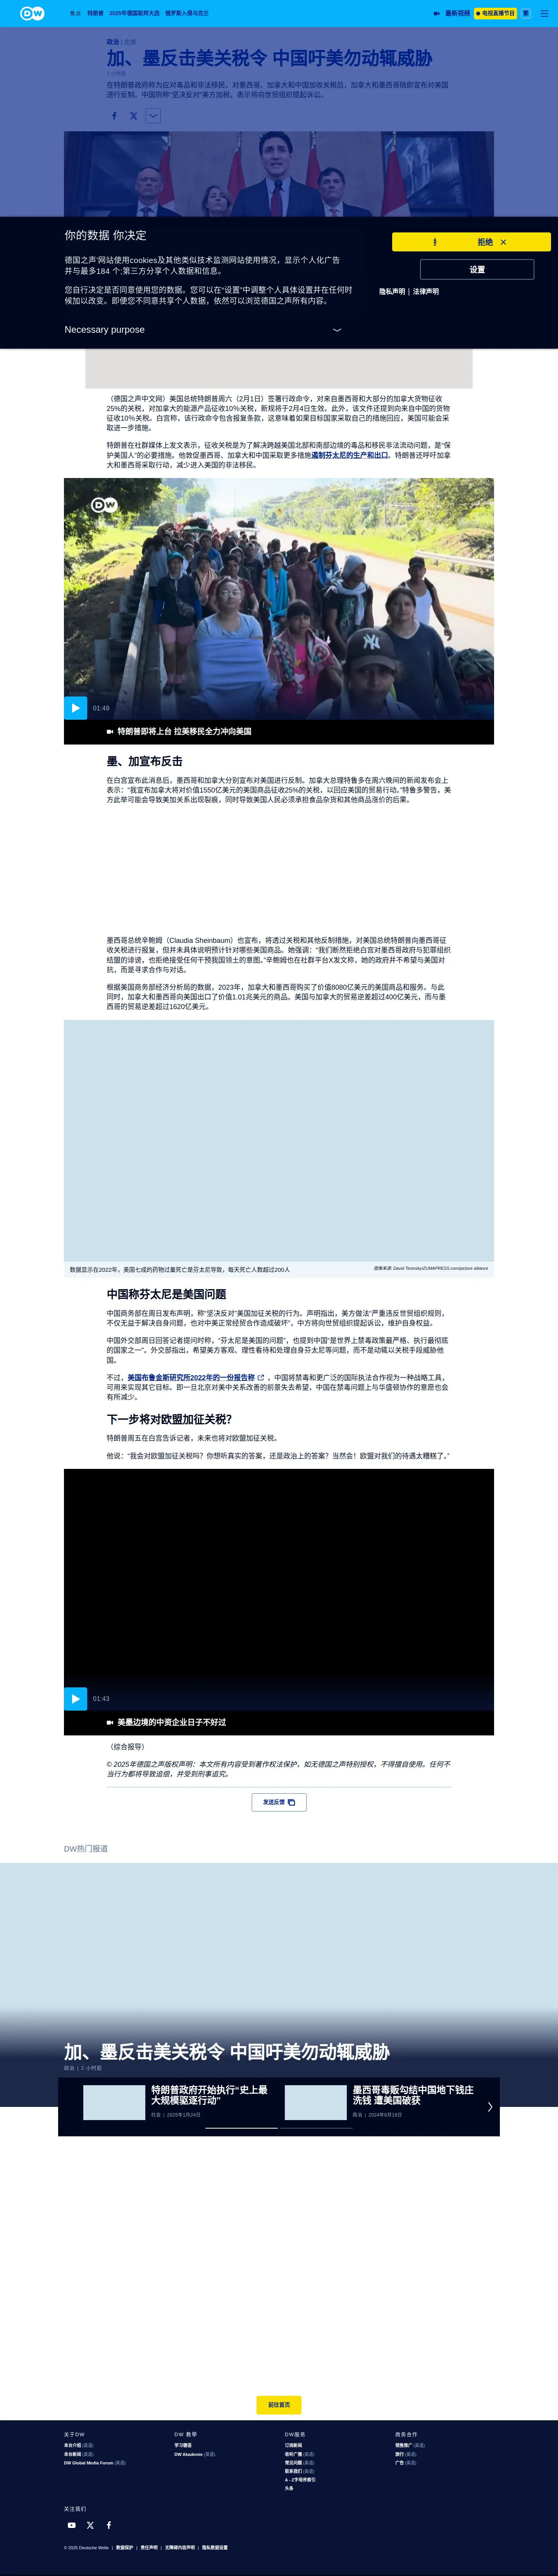 DW
焦点 特朗普 2025年德国联邦大选 俄罗斯入侵乌克兰
最新视频 电视直播节目 繁
政治 | 北美
加、墨反击美关税令 中国吁美勿动辄威胁
2 小时前
在特朗普政府称为应对毒品和非法移民，对墨西哥、加拿大和中国加收关税后，加拿大和墨西哥随即宣布对美国
进行反制。中国则称“坚决反对”美方加税，表示将向世贸组织提起诉讼。
你的数据 你决定
德国之声'网站使用cookies及其他类似技术监测网站使用情况，显示个人化广告
并与最多184 个;第三方分享个人数据和信息。
您自行决定是否同意使用您的数据。您可以在“设置”中调整个人具体设置并在任何时
候加以改变。即便您不同意共享个人数据，依然可以浏览德国之声所有内容。
Necessary purpose
拒绝
设置
隐私声明 | 法律声明
（德国之声中文网）美国总统特朗普周六（2月1日）签署行政命令，对来自墨西哥和大部分的加拿大货物征收
25%的关税，对加拿大的能源产品征收10%关税，新规将于2月4日生效。此外，该文件还提到向来自中国的货物
征收10%关税。白宫称，该行政命令包含报复条款，这意味着如果目标国家采取自己的措施回应，美国可能会采
取进一步措施。
特朗普在社群媒体上发文表示，征收关税是为了解决跨越美国北部和南部边境的毒品和移民非法流动问题，是“保
护美国人”的必要措施。他敦促墨西哥、加拿大和中国采取更多措施遏制芬太尼的生产和出口。特朗普还呼吁加拿
大和墨西哥采取行动，减少进入美国的非法移民。
DW
01:49
特朗普即将上台 拉美移民全力冲向美国
墨、加宣布反击
在白宫宣布此消息后，墨西哥和加拿大分别宣布对美国进行反制。加拿大总理特鲁多在周六晚间的新闻发布会上
表示：“我宣布加拿大将对价值1550亿美元的美国商品征收25%的关税，以回应美国的贸易行动。”特鲁多警告，美
方此举可能会导致美加关系出现裂痕，同时导致美国人民必须承担食品杂货和其他商品涨价的后果。
墨西哥总统辛鲍姆（Claudia Sheinbaum）也宣布，将透过关税和其他反制措施，对美国总统特朗普向墨西哥征
收关税进行报复，但并未具体说明预计针对哪些美国商品。她强调：“我们断然拒绝白宫对墨西哥政府与犯罪组织
结盟的诽谤，也拒绝接受任何干预我国领土的意图。”辛鲍姆也在社群平台X发文称，她的政府并不希望与美国对
抗，而是寻求合作与对话。
根据美国商务部经济分析局的数据，2023年，加拿大和墨西哥购买了价值8080亿美元的美国商品和服务。与此
同时，加拿大和墨西哥向美国出口了价值1.01兆美元的商品。美国与加拿大的贸易逆差超过400亿美元，而与墨西
哥的贸易逆差超过1620亿美元。
数据显示在2022年，美国七成的药物过量死亡是芬太尼导致，每天死亡人数超过200人
图像来源: David Tesinsky/ZUMAPRESS.com/picture alliance
中国称芬太尼是美国问题
中国商务部在周日发布声明，称“坚决反对”美国加征关税的行为。声明指出，美方做法“严重违反世贸组织规则，
不仅无益于解决自身问题，也对中美正常经贸合作造成破坏”，中方将向世贸组织提起诉讼，维护自身权益。
中国外交部周日回答记者提问时称，“芬太尼是美国的问题”，也提到中国“是世界上禁毒政策最严格、执行最彻底
的国家之一”。外交部指出，希望美方客观、理性看待和处理自身芬太尼等问题，而不是动辄以关税手段威胁他
国。
不过，美国布鲁金斯研究所2022年的一份报告称 ，中国将禁毒和更广泛的国际执法合作视为一种战略工具，
可用来实现其它目标。即一旦北京对美中关系改善的前景失去希望，中国在禁毒问题上与华盛顿协作的意愿也会
有所减少。
下一步将对欧盟加征关税？
特朗普周五在白宫告诉记者，未来也将对欧盟加征关税。
他说：“我会对欧盟加征关税吗？你想听真实的答案，还是政治上的答案？当然会！欧盟对我们的待遇太糟糕了。”
01:43
美墨边境的中资企业日子不好过
（综合报导）
© 2025年德国之声版权声明：本文所有内容受到著作权法保护，如无德国之声特别授权，不得擅自使用。任何不
当行为都将导致追偿，并受到刑事追究。
发送反馈
DW热门报道
加、墨反击美关税令 中国吁美勿动辄威胁
政治 | 2 小时前
特朗普政府开始执行“史上最
大规模驱逐行动”
社会 | 2025年1月24日
墨西哥毒贩勾结中国地下钱庄
洗钱 遭美国破获
政治 | 2024年6月19日
前往首页
关于DW
本台介绍 (英语)
本台新闻 (英语)
DW Global Media Forum (英语)
DW 教学
学习德语
DW Akademie (英语)
DW服务
订阅新闻
收听广播 (英语)
常见问题 (英语)
联系我们 (英语)
A - Z字母序索引
头条
商务合作
销售推广 (英语)
旅行 (英语)
广告 (英语)
关注我们
© 2025 Deutsche Welle | 数据保护 | 责任声明 | 无障碍内容声明 | 隐私数据设置